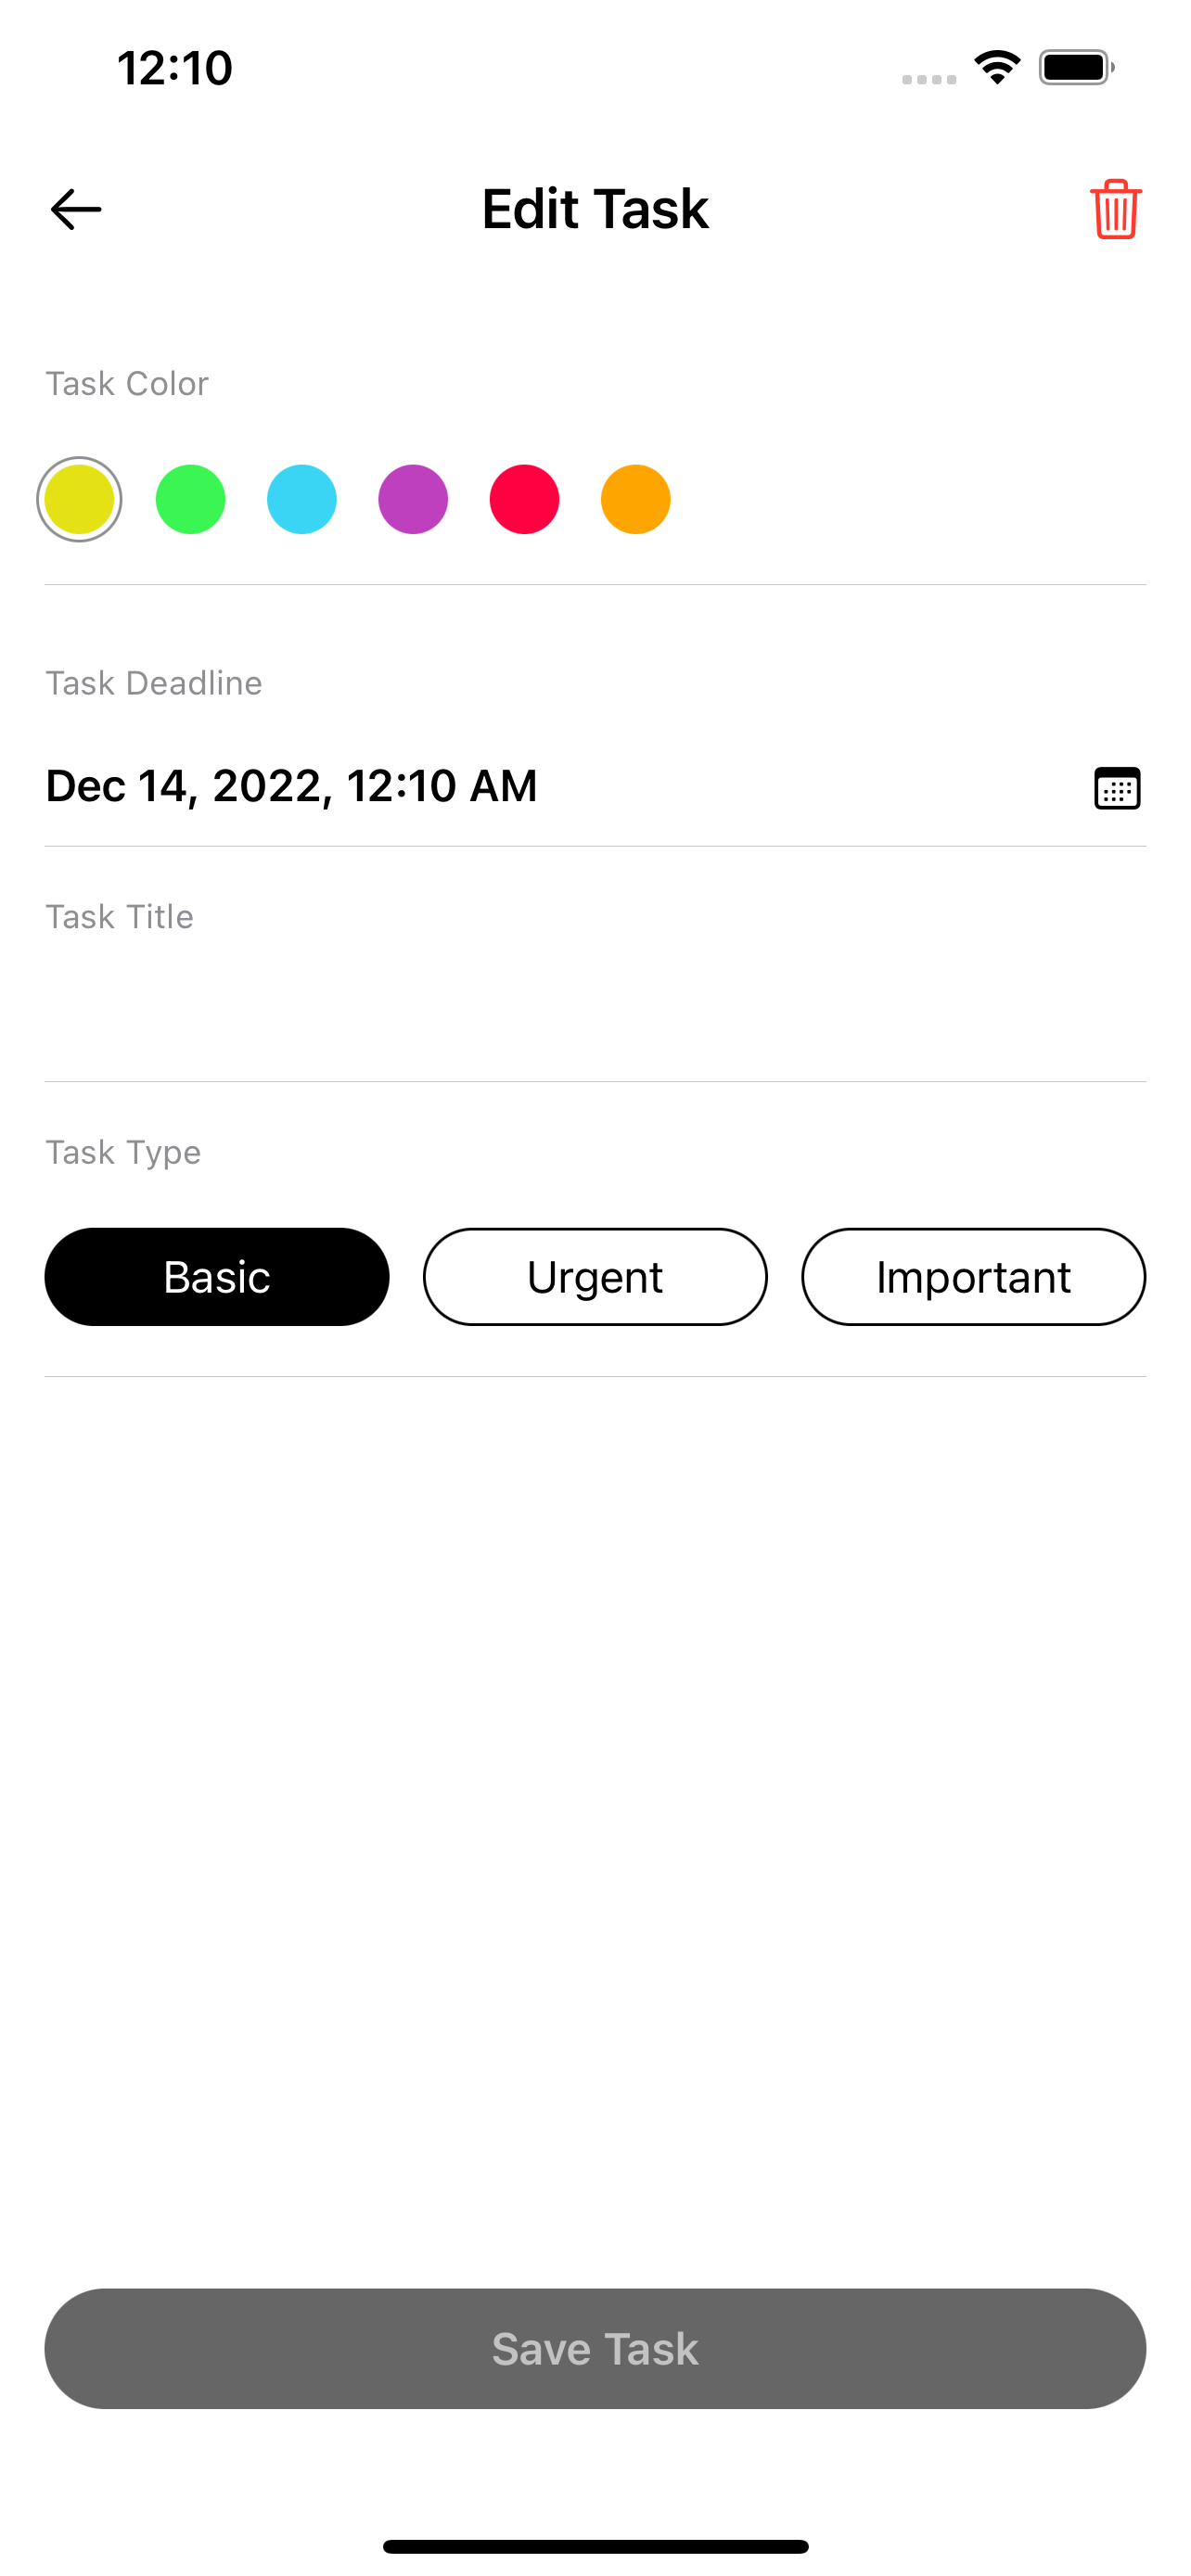 12:10
Edit Task
Task Color
Task Deadline
Dec 14, 2022, 12:10 AM
Task Title
Task Type
Basic Urgent Important
Save Task